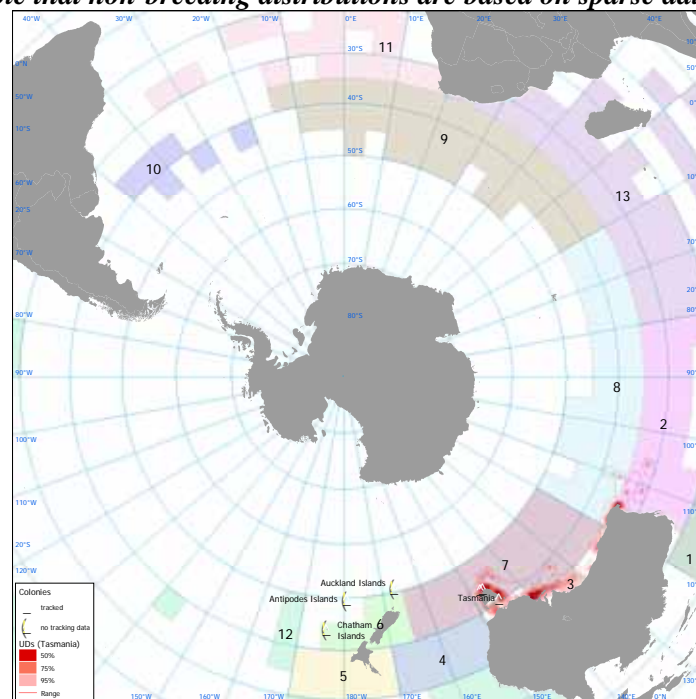 le that non-breeding distributions are based on sparse da
40°W 30°W 20°W 10°W 0°E 10°E 20°E 30°E 40°E
30°S
40°S
50°S
60°S
70°S
80°S
50°W
60°W
20°S
70°W
80°W
90°W
100°W
110°W
20°S
120°W
150°W 160°W 170°W 180°W 170°E 160°E 150°E 140°E
11
9
10
13
8
2
1
7
3
6
12
4
5
Auckland Islands
Antipodes Islands
Chatham
Islands
Tasmania
Colonies
tracked
no tracking data
UDs (Tasmania)
50%
75%
95%
Range